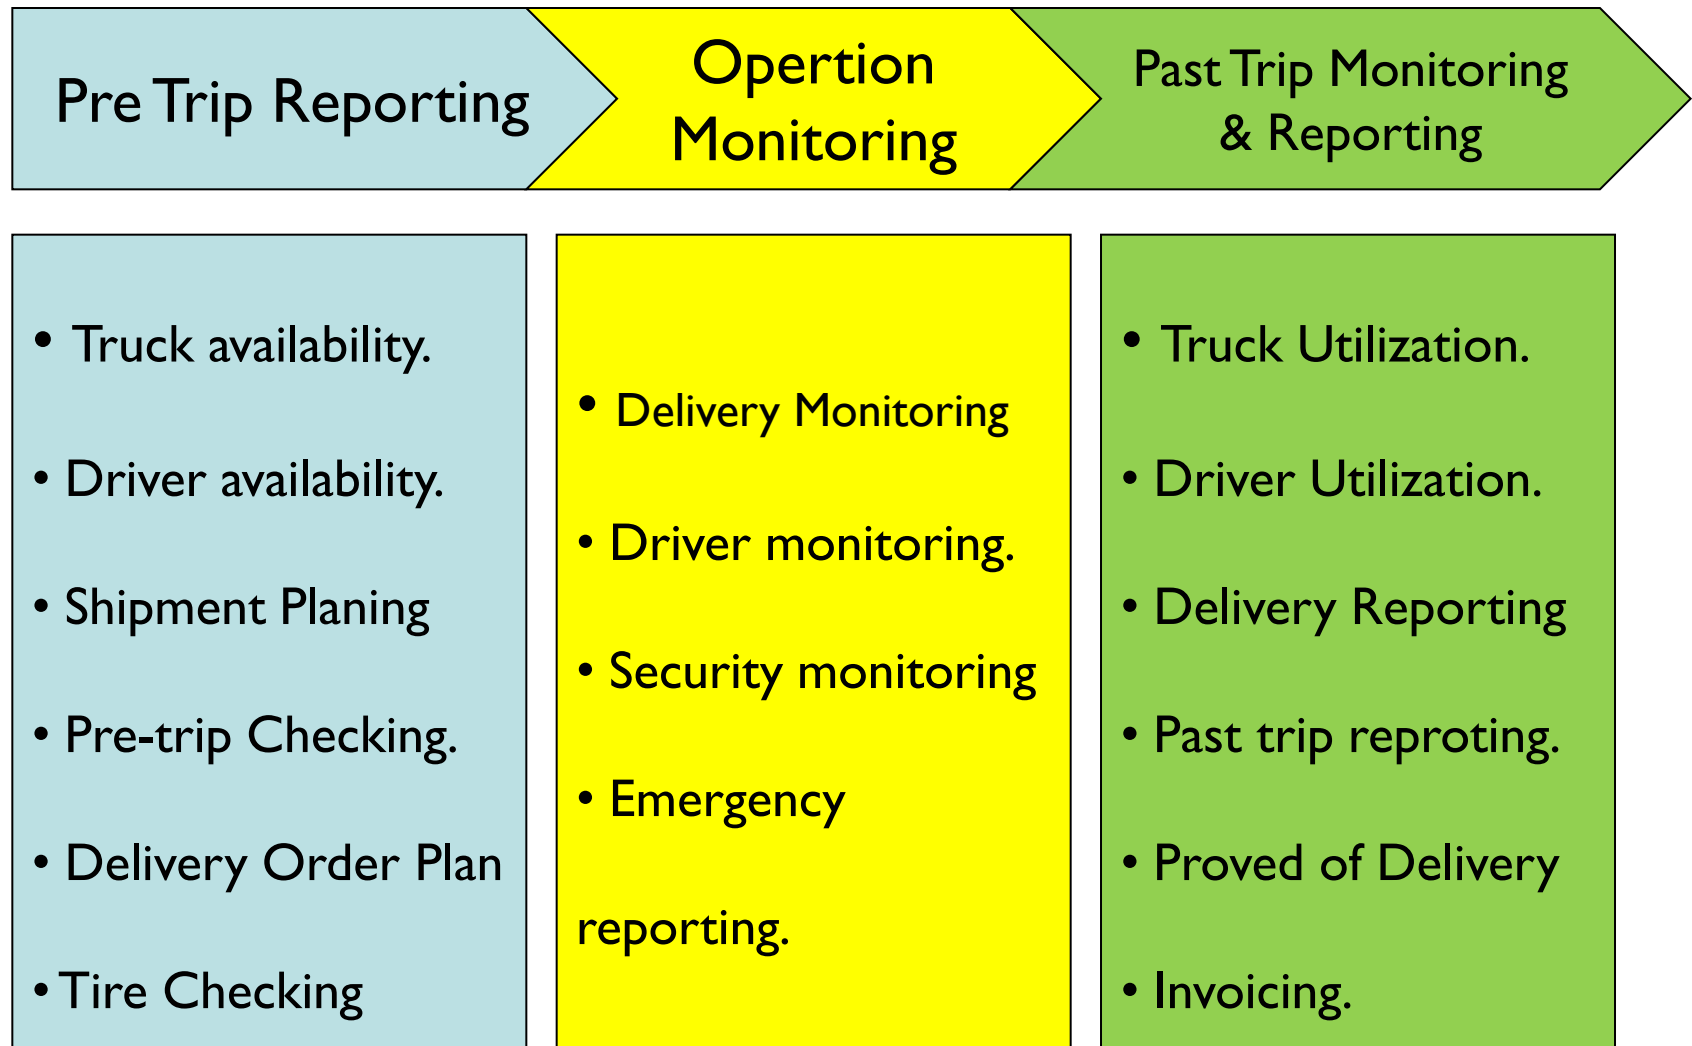 Pre Trip Reporting
Opertion
Monitoring
Past Trip Monitoring
& Reporting
• Truck availability.
• Driver availability.
• Shipment Planing
• Pre-trip Checking.
• Delivery Order Plan
• Tire Checking
• Delivery Monitoring
• Driver monitoring.
• Security monitoring
• Emergency
reporting.
• Truck Utilization.
• Driver Utilization.
• Delivery Reporting
• Past trip reproting.
• Proved of Delivery
• Invoicing.